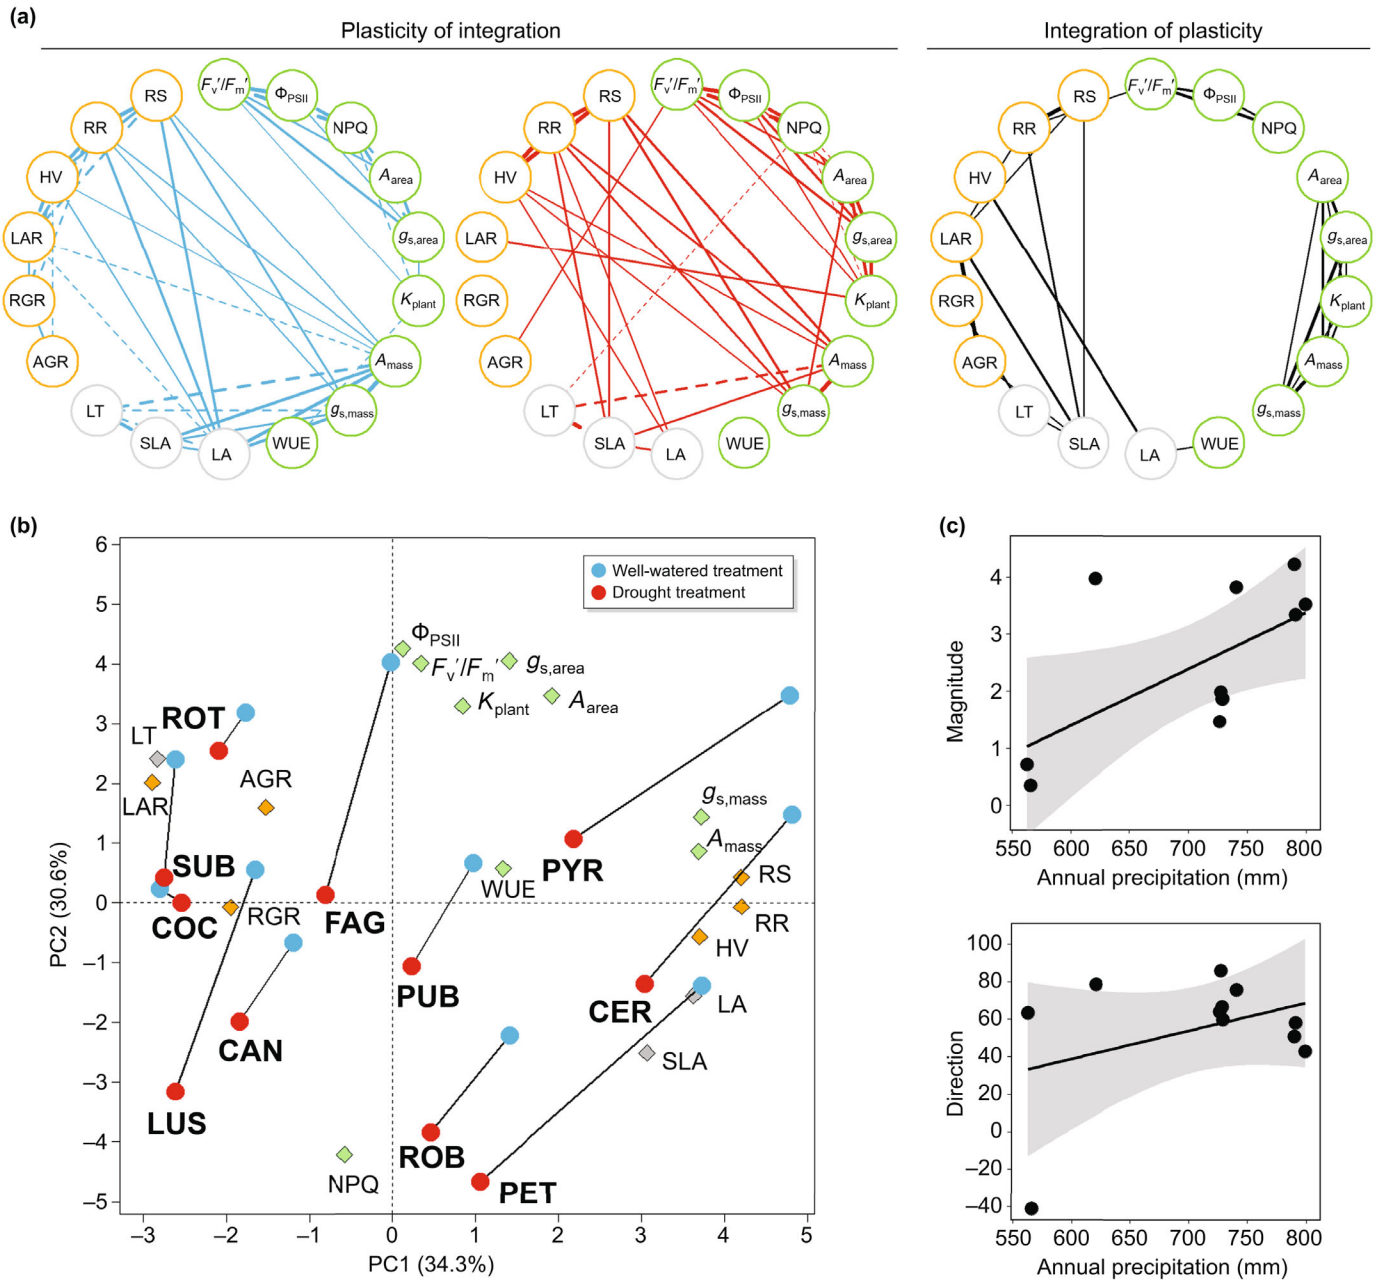 (a)
Plasticity of integration
Integration of plasticity
RS
Fv′/Fm′
ΦPSII
NPQ
Aarea
gs,area
Kplant
Amass
gs,mass
WUE
LA
SLA
LT
AGR
RGR
LAR
HV
RR
RS
Fv′/Fm′
ΦPSII
NPQ
Aarea
gs,area
Kplant
Amass
gs,mass
WUE
LA
SLA
LT
AGR
RGR
LAR
HV
RR
RS
Fv′/Fm′
ΦPSII
NPQ
Aarea
gs,area
Kplant
Amass
gs,mass
WUE
LA
SLA
LT
AGR
RGR
LAR
HV
RR
(b)
Well-watered treatment
Drought treatment
PC2 (30.6%)
6
5
4
3
2
1
0
–1
–2
–3
–4
–5
ΦPSII
Fv′/Fm′
gs,area
Kplant
Aarea
ROT
LT
LAR
AGR
gs,mass
Amass
SUB
PYR
WUE
RS
COC
RGR
FAG
RR
HV
PUB
CER
LA
CAN
SLA
LUS
ROB
NPQ
PET
–3
–2
–1
0
1
2
3
4
5
PC1 (34.3%)
(c)
Magnitude
4
3
2
1
0
550
600
650
700
750
800
Annual precipitation (mm)
Direction
100
80
60
40
20
0
–20
–40
550
600
650
700
750
800
Annual precipitation (mm)